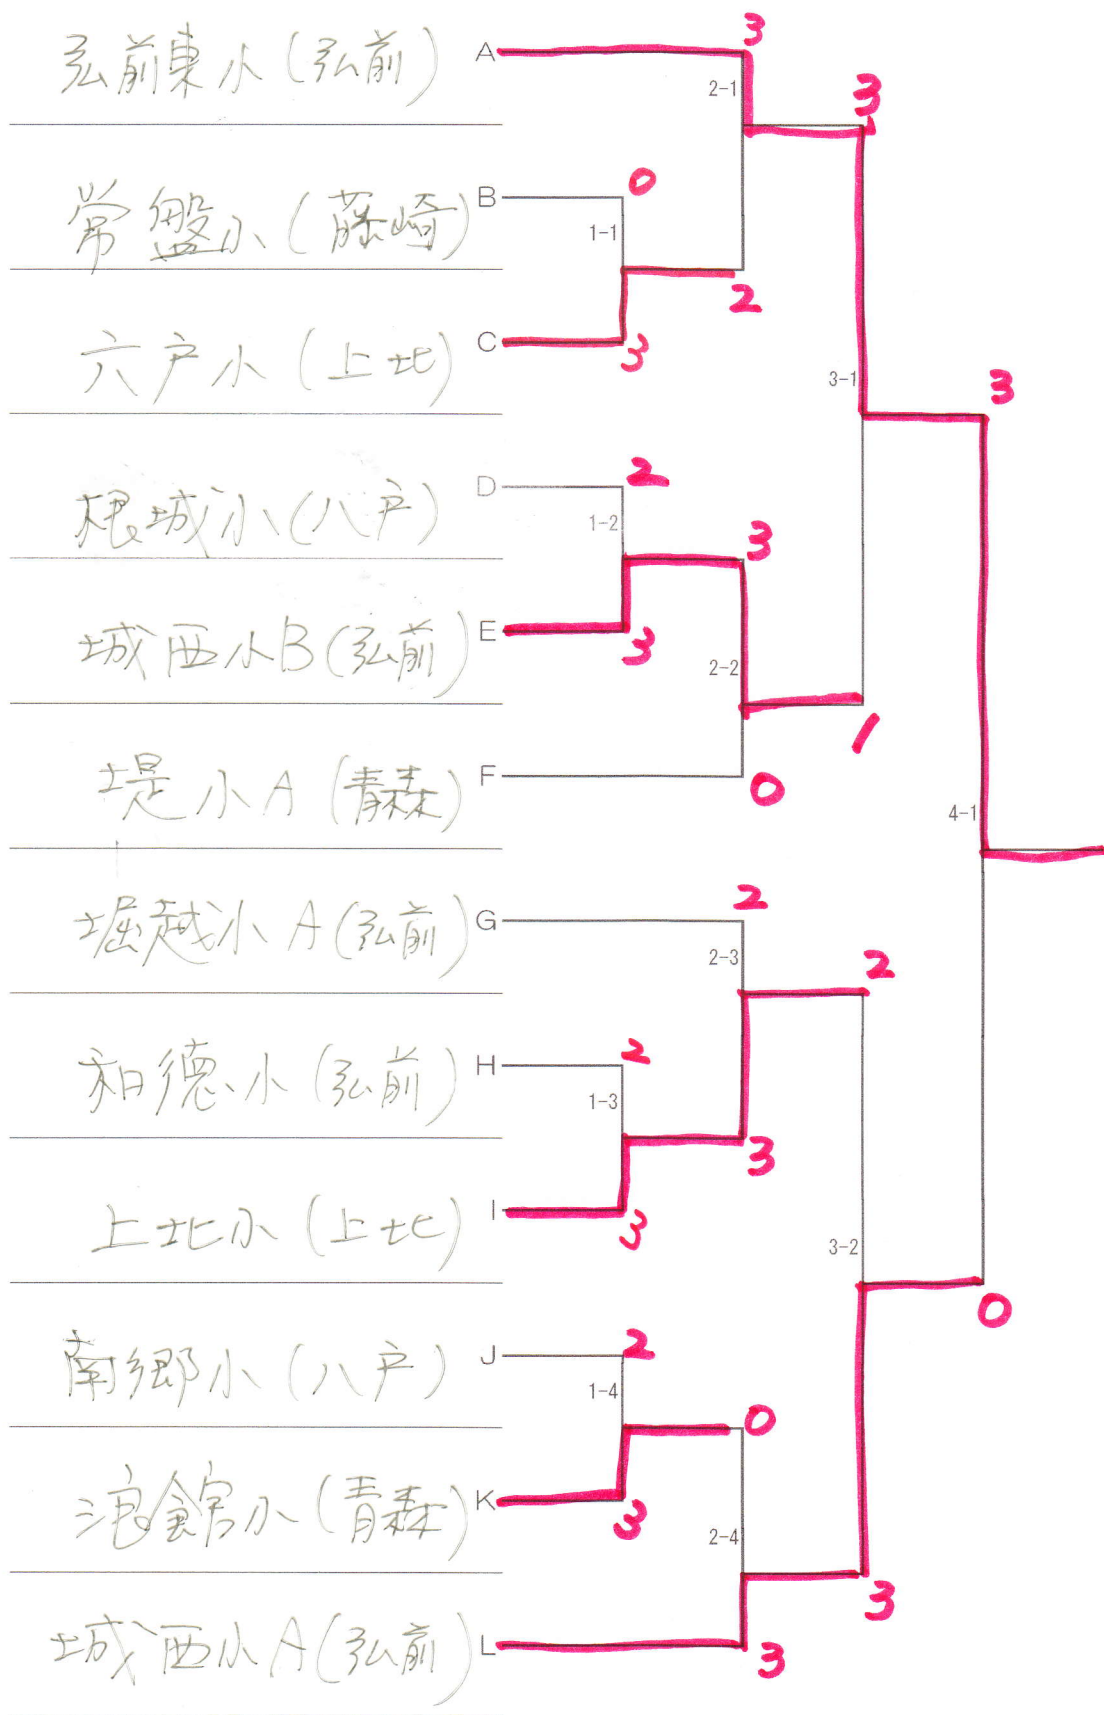 3
弘前東小(弘前) A
2-1
3
常盤小(藤崎) B 0
1-1
2
六戸小(上北) C 3
3-1
3
根城小(八戸) D 2
1-2
3
城西小B(弘前) E 3
2-2
1
堤小A(青森) F 0
4-1
堀越小A(弘前) G 2
2-3
2
和徳小(弘前) H 2
1-3
3
上北小(上北) I 3
3-2
0
南郷小(八戸) J 2
1-4
0
浪館小(青森) K 3
2-4
3
城西小A(弘前) L 3